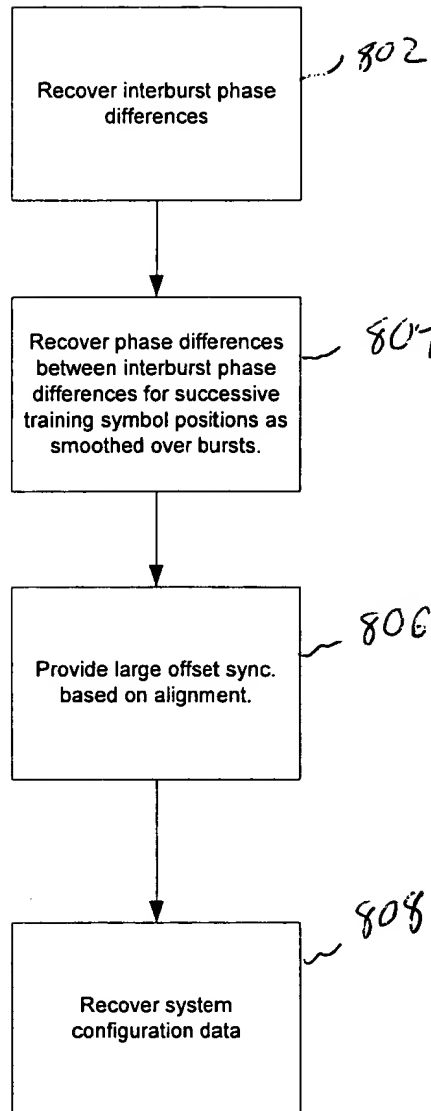 Recover interburst phase
differences
802
Recover phase differences
between interburst phase
differences for successive
training symbol positions as
smoothed over bursts.
Provide large offset sync.
based on alignment.
806
Recover system
configuration data
808